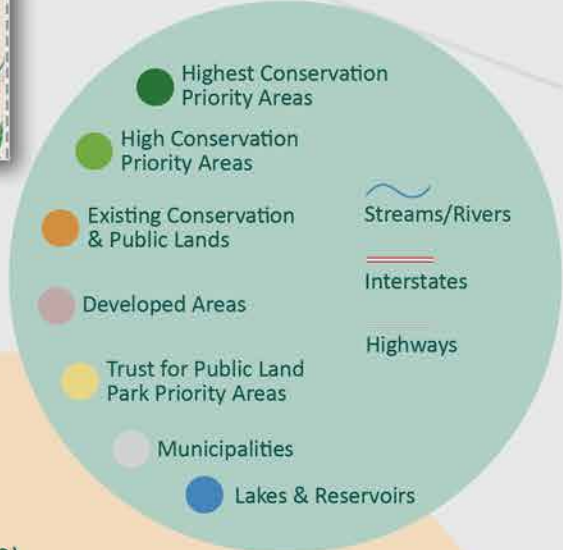 Highest Conservation
Priority Areas
High Conservation
Priority Areas
Existing Conservation
& Public Lands
Developed Areas
Trust for Public Land
Park Priority Areas
Municipalities
Lakes & Reservoirs
Streams/Rivers
Interstates
Highways